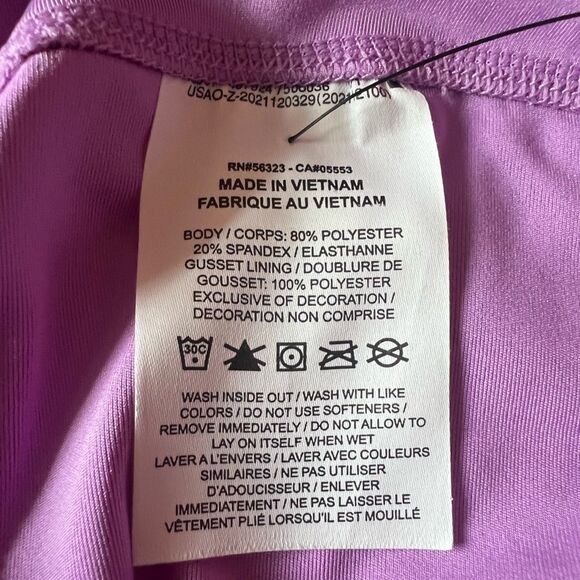 USAO-Z-2021120329(2021
RN#56323 - CA#05553
MADE IN VIETNAM
FABRIQUE AU VIETNAM
BODY / CORPS: 80% POLYESTER
20% SPANDEX / ELASTHANNE
GUSSET LINING / DOUBLURE DE
GOUSSET: 100% POLYESTER
EXCLUSIVE OF DECORATION /
DECORATION NON COMPRISE
30C
WASH INSIDE OUT / WASH WITH LIKE
COLORS / DO NOT USE SOFTENERS /
REMOVE IMMEDIATELY / DO NOT ALLOW TO
LAY ON ITSELF WHEN WET
LAVER A L'ENVERS / LAVER AVEC COULEURS
SIMILAIRES / NE PAS UTILISER
D'ADOUCISSEUR / ENLEVER
IMMEDIATEMENT / NE PAS LAISSER LE
VÊTEMENT PLIÉ LORSQU'IL EST MOUILLÉ